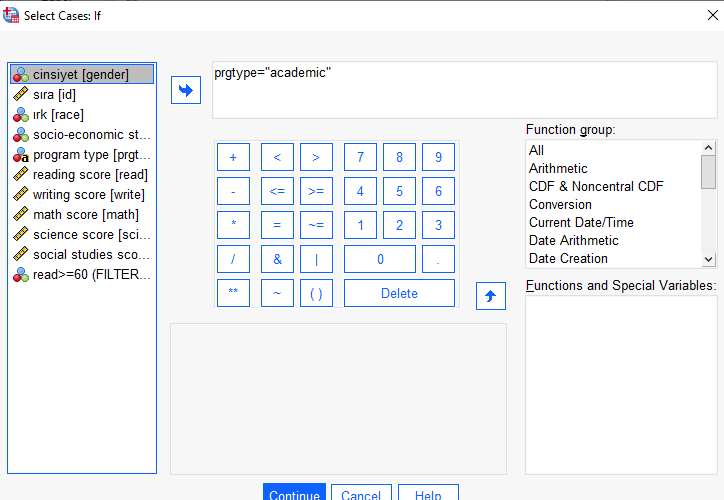 Select Cases: If
cinsiyet [gender]
sıra [id]
ırk [race]
socio-economic st...
program type [prgt...
reading score [read]
writing score [write]
math score [math]
science score [sci...
social studies sco...
read>=60 (FILTER...
prgtype="academic"
+ < > 7 8 9
- <= >= 4 5 6
* = ~= 1 2 3
/ & | 0 .
** ~ ( ) Delete
Function group:
All
Arithmetic
CDF & Noncentral CDF
Conversion
Current Date/Time
Date Arithmetic
Date Creation
Functions and Special Variables:
Continue Cancel Help